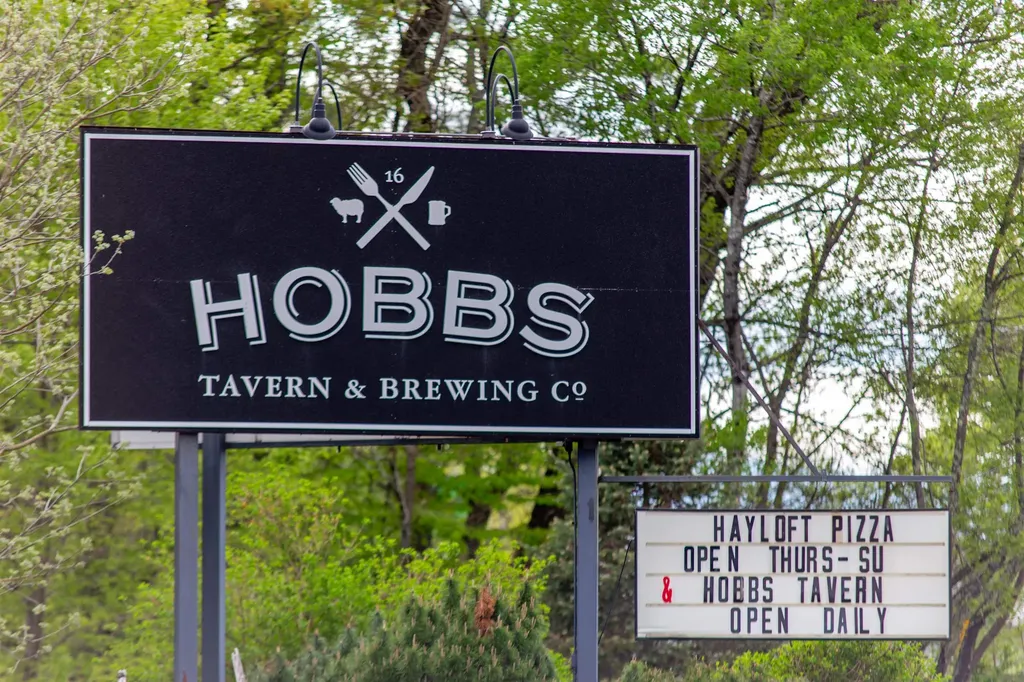 16
HOBBS
TAVERN & BREWING Co
HAYLOFT PIZZA
OPEN THURS-SU
& HOBBS TAVERN
OPEN DAILY